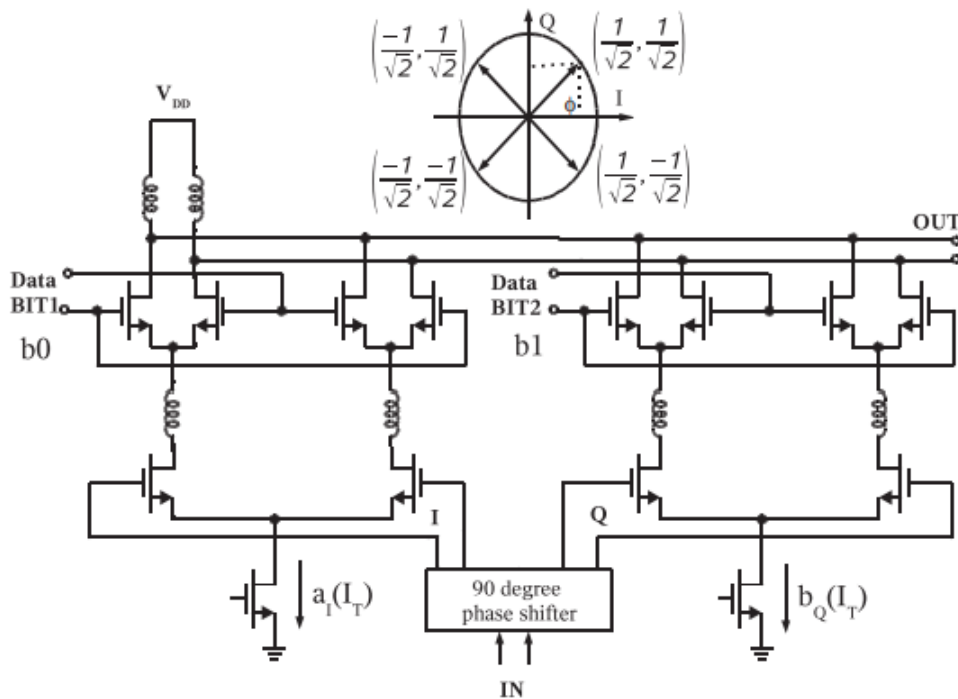 Q
(-1/√2, 1/√2)
(1/√2, 1/√2)
V_DD
I
(-1/√2, -1/√2)
(1/√2, -1/√2)
OUT
Data
Data
BIT1
BIT2
b0
b1
I
Q
a_I(I_T)
90 degree
phase shifter
b_Q(I_T)
IN